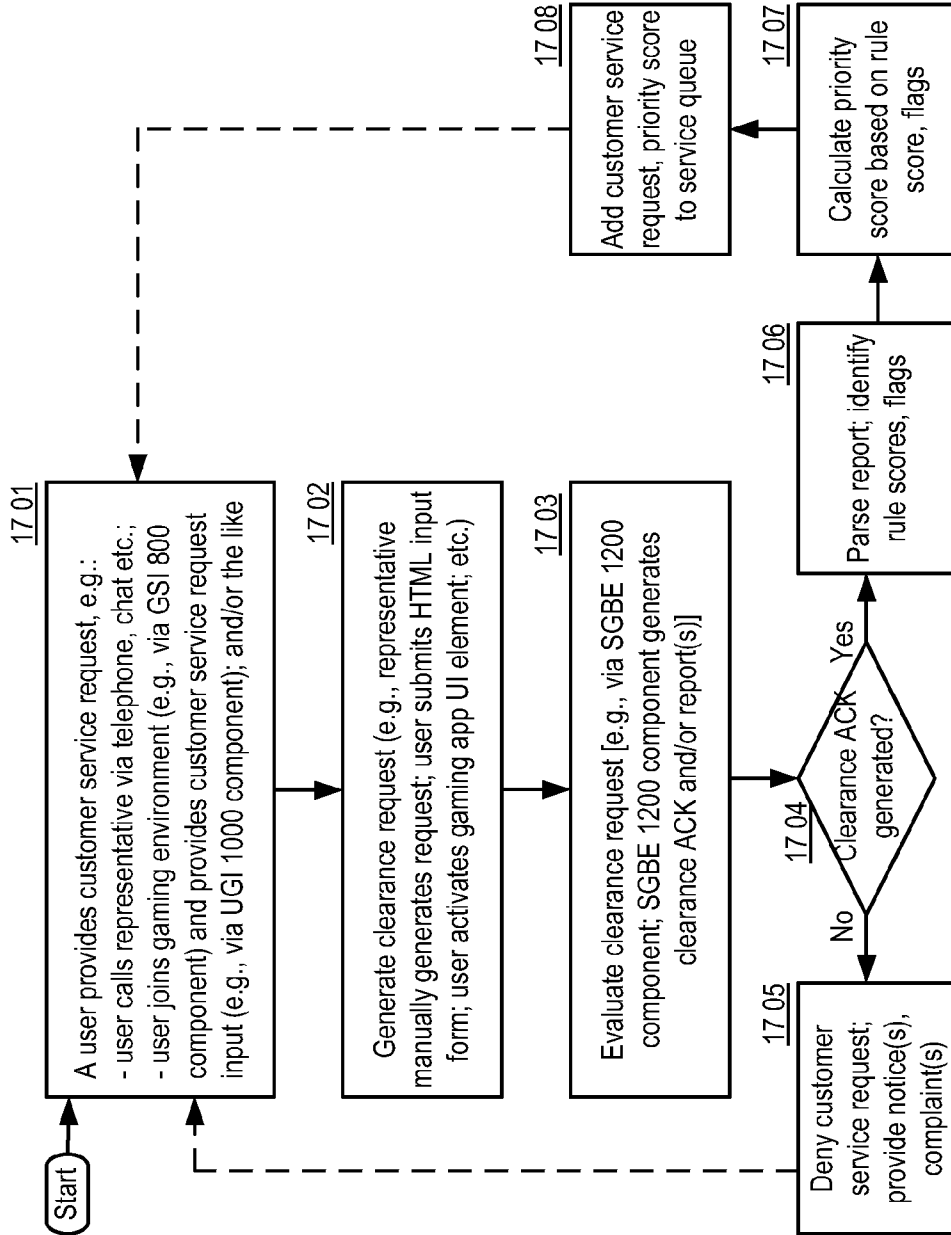 Start
17 01
A user provides customer service request, e.g.:
- user calls representative via telephone, chat etc.;
- user joins gaming environment (e.g., via GSI 800
component) and provides customer service request
input (e.g., via UGI 1000 component); and/or the like
17 02
Generate clearance request (e.g., representative
manually generates request; user submits HTML input
form; user activates gaming app UI element; etc.)
17 03
Evaluate clearance request [e.g., via SGBE 1200
component; SGBE 1200 component generates
clearance ACK and/or report(s)]
17 04
Clearance ACK
generated?
No
Yes
17 05
Deny customer
service request;
provide notice(s),
complaint(s)
17 06
Parse report; identify
rule scores, flags
17 07
Calculate priority
score based on rule
score, flags
17 08
Add customer service
request, priority score
to service queue